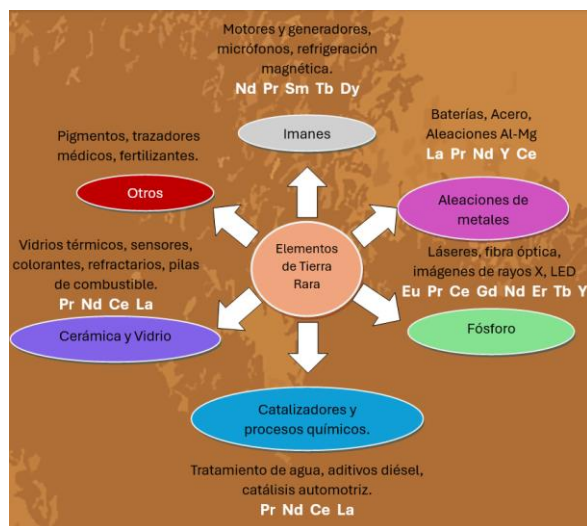 Motores y generadores,
micrófonos, refrigeración
magnética.
Nd Pr Sm Tb Dy
Imanes
Baterías, Acero,
Aleaciones Al-Mg
La Pr Nd Y Ce
Aleaciones de
metales
Pigmentos, trazadores
médicos, fertilizantes.
Otros
Elementos
de Tierra
Rara
Láseres, fibra óptica,
imágenes de rayos X, LED
Eu Pr Ce Gd Nd Er Tb Y
Fósforo
Vidrios térmicos, sensores,
colorantes, refractarios, pilas
de combustible.
Pr Nd Ce La
Cerámica y Vidrio
Catalizadores y
procesos químicos.
Tratamiento de agua, aditivos diésel,
catálisis automotriz.
Pr Nd Ce La